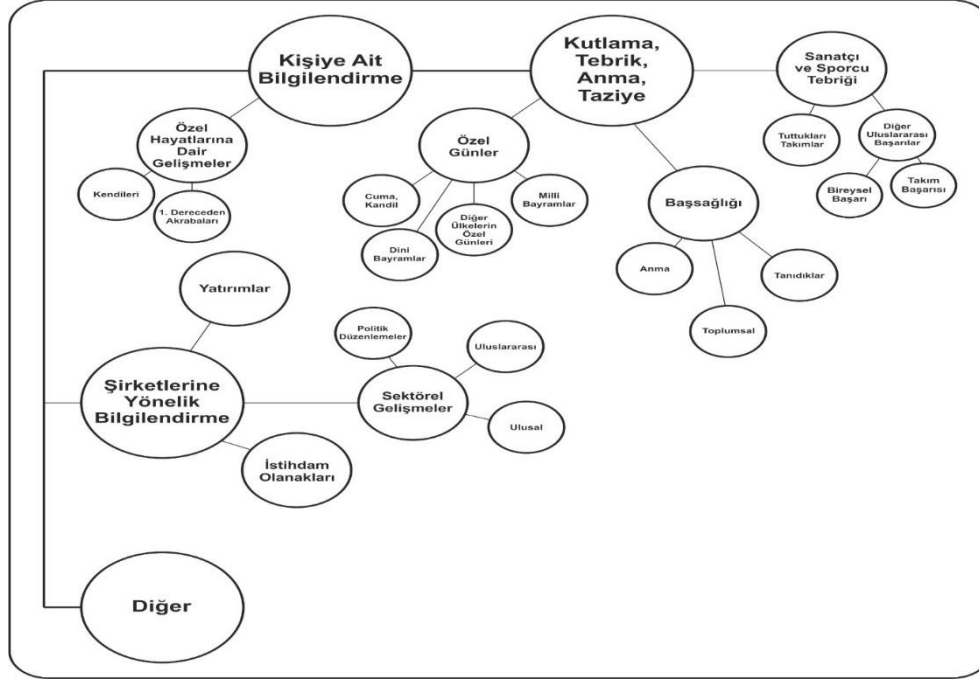 Kişiye Ait
Bilgilendirme
Kutlama,
Tebrik,
Anma,
Taziye
Sanatçı
ve Sporcu
Tebriği
Özel
Hayatlarına
Dair
Gelişmeler
Kendileri
1. Dereceden
Akrabaları
Özel
Günler
Cuma,
Kandil
Dini
Bayramlar
Diğer
Ülkelerin
Özel
Günleri
Milli
Bayramlar
Tuttukları
Takımlar
Diğer
Uluslararası
Başarılar
Bireysel
Başarı
Takım
Başarısı
Başsağlığı
Anma
Toplumsal
Tanıdıklar
Yatırımlar
Şirketlerine
Yönelik
Bilgilendirme
İstihdam
Olanakları
Sektörel
Gelişmeler
Politik
Düzenlemeler
Uluslararası
Ulusal
Diğer